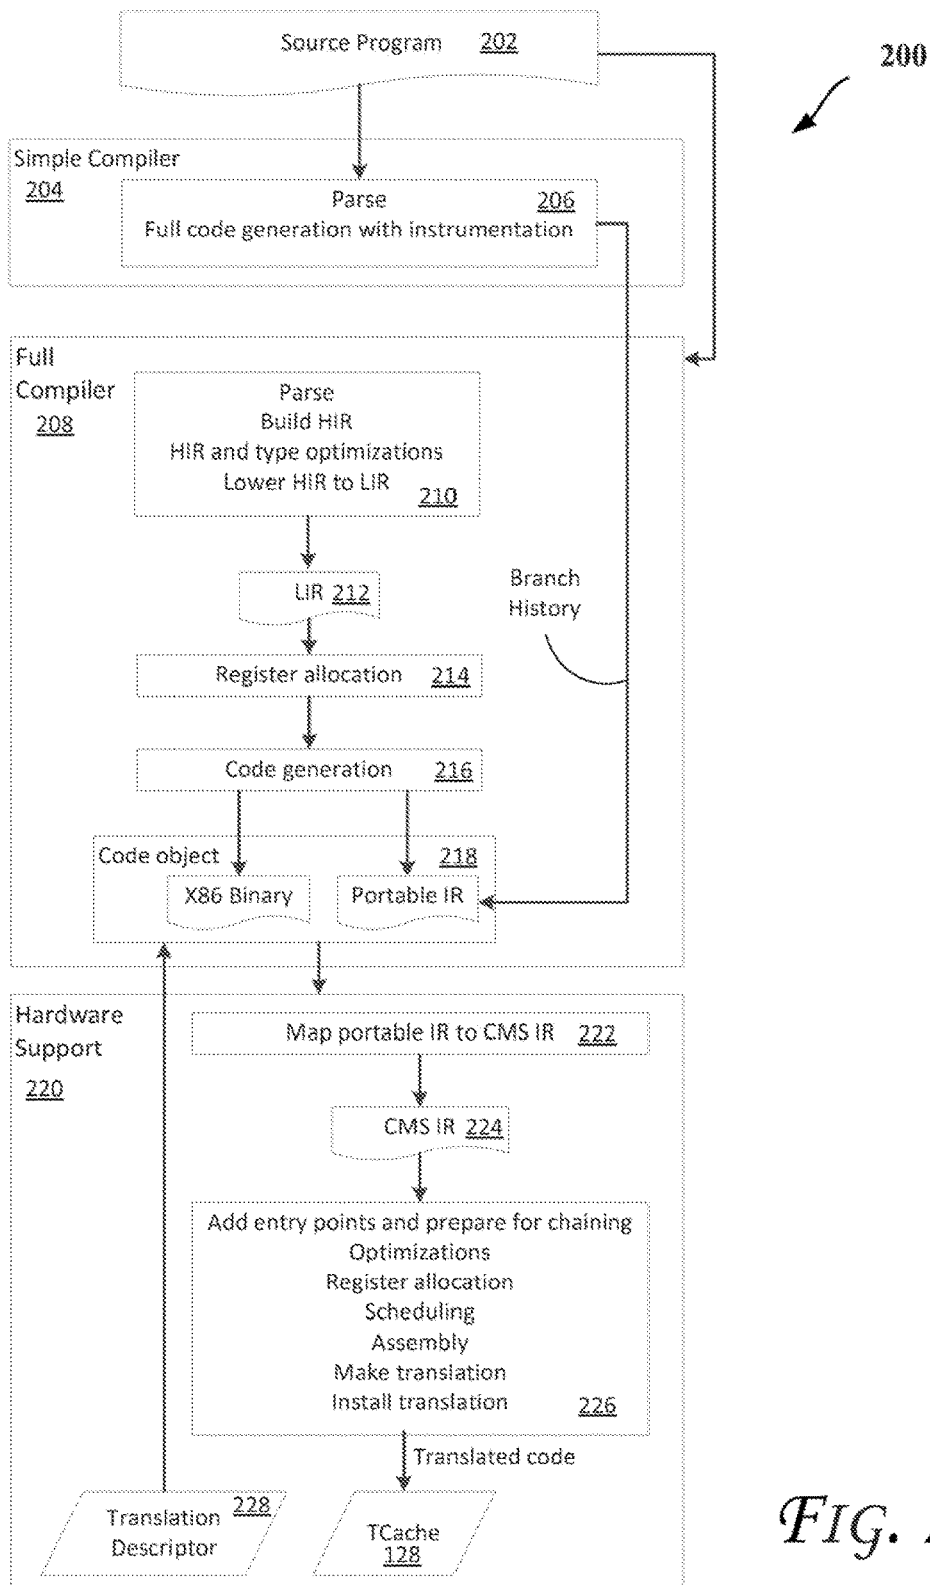 200
Source Program 202
Simple Compiler
204
Parse 206
Full code generation with instrumentation
Full
Compiler
208
Parse
Build HIR
HIR and type optimizations
Lower HIR to LIR
210
LIR 212
Branch
History
Register allocation 214
Code generation 216
Code object 218
X86 Binary
Portable IR
Hardware
Support
220
Map portable IR to CMS IR 222
CMS IR 224
Add entry points and prepare for chaining
Optimizations
Register allocation
Scheduling
Assembly
Make translation
Install translation
226
Translated code
228
Translation
Descriptor
TCache
128
FIG.